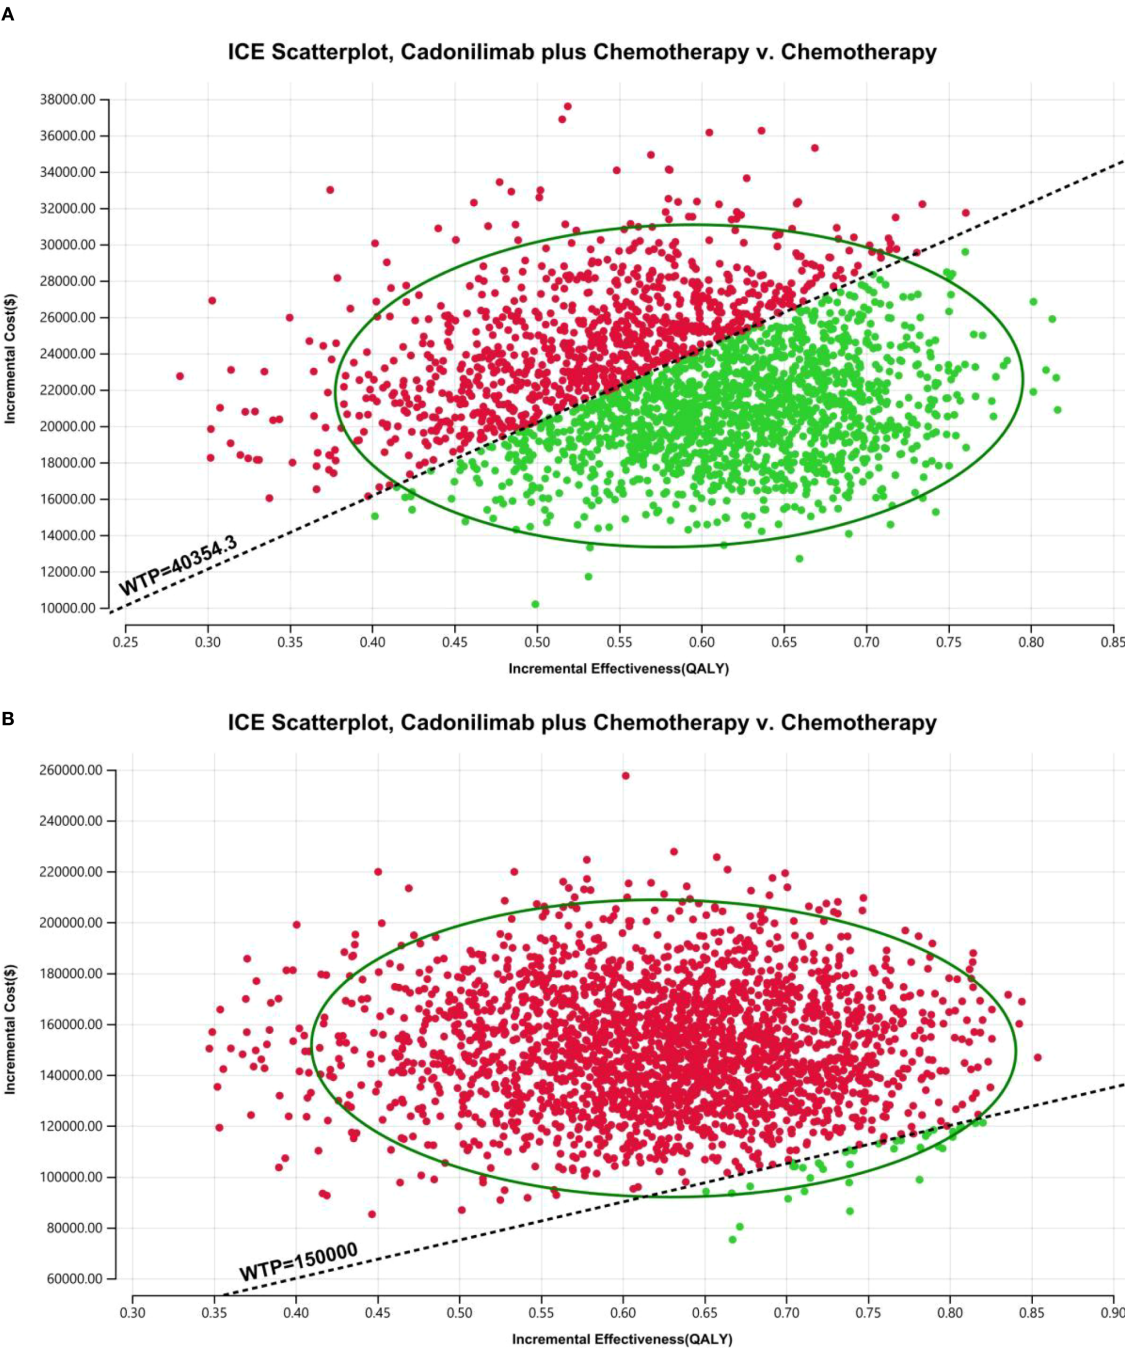 A
ICE Scatterplot, Cadonilimab plus Chemotherapy v. Chemotherapy
Incremental Cost($)
38000.00
36000.00
34000.00
32000.00
30000.00
28000.00
26000.00
24000.00
22000.00
20000.00
18000.00
16000.00
14000.00
12000.00
10000.00
WTP=40354.3
0.25 0.30 0.35 0.40 0.45 0.50 0.55 0.60 0.65 0.70 0.75 0.80 0.85
Incremental Effectiveness(QALY)
B
ICE Scatterplot, Cadonilimab plus Chemotherapy v. Chemotherapy
Incremental Cost($)
260000.00
240000.00
220000.00
200000.00
180000.00
160000.00
140000.00
120000.00
100000.00
80000.00
60000.00
WTP=150000
0.30 0.35 0.40 0.45 0.50 0.55 0.60 0.65 0.70 0.75 0.80 0.85 0.90
Incremental Effectiveness(QALY)